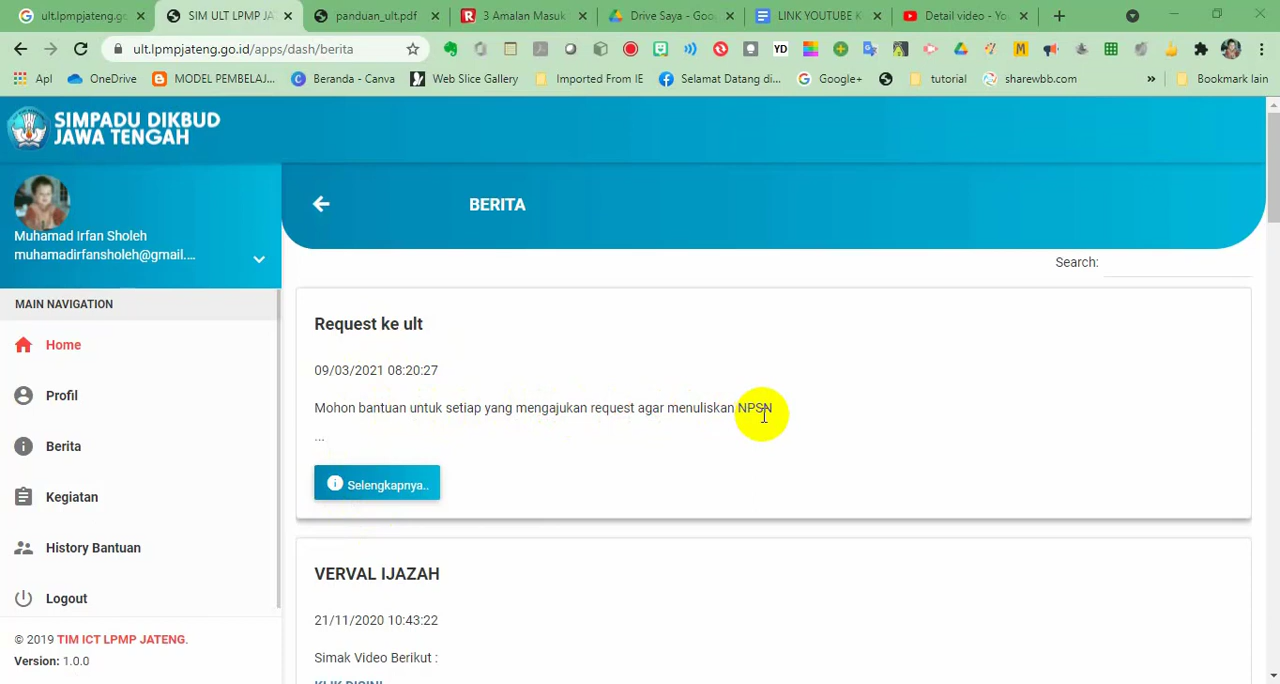 ult.lpmpjateng.go.
SIM ULT LPMP JA
panduan_ult.pdf
3 Amalan Masuk
Drive Saya - Goo
LINK YOUTUBE K
Detail video - Yo
ult.lpmpjateng.go.id/apps/dash/berita
YD
M
Apl
OneDrive
MODEL PEMBELAJ...
Beranda - Canva
Web Slice Gallery
Imported From IE
Selamat Datang di...
Google+
tutorial
sharewbb.com
»
Bookmark lain
SIMPADU DIKBUD
JAWA TENGAH
Muhamad Irfan Sholeh
muhamadirfansholeh@gmail....
MAIN NAVIGATION
Home
Profil
Berita
Kegiatan
History Bantuan
Logout
© 2019 TIM ICT LPMP JATENG.
Version: 1.0.0
BERITA
Search:
Request ke ult
09/03/2021 08:20:27
Mohon bantuan untuk setiap yang mengajukan request agar menuliskan NPSN
...
Selengkapnya..
VERVAL IJAZAH
21/11/2020 10:43:22
Simak Video Berikut :
KLIK DISINI